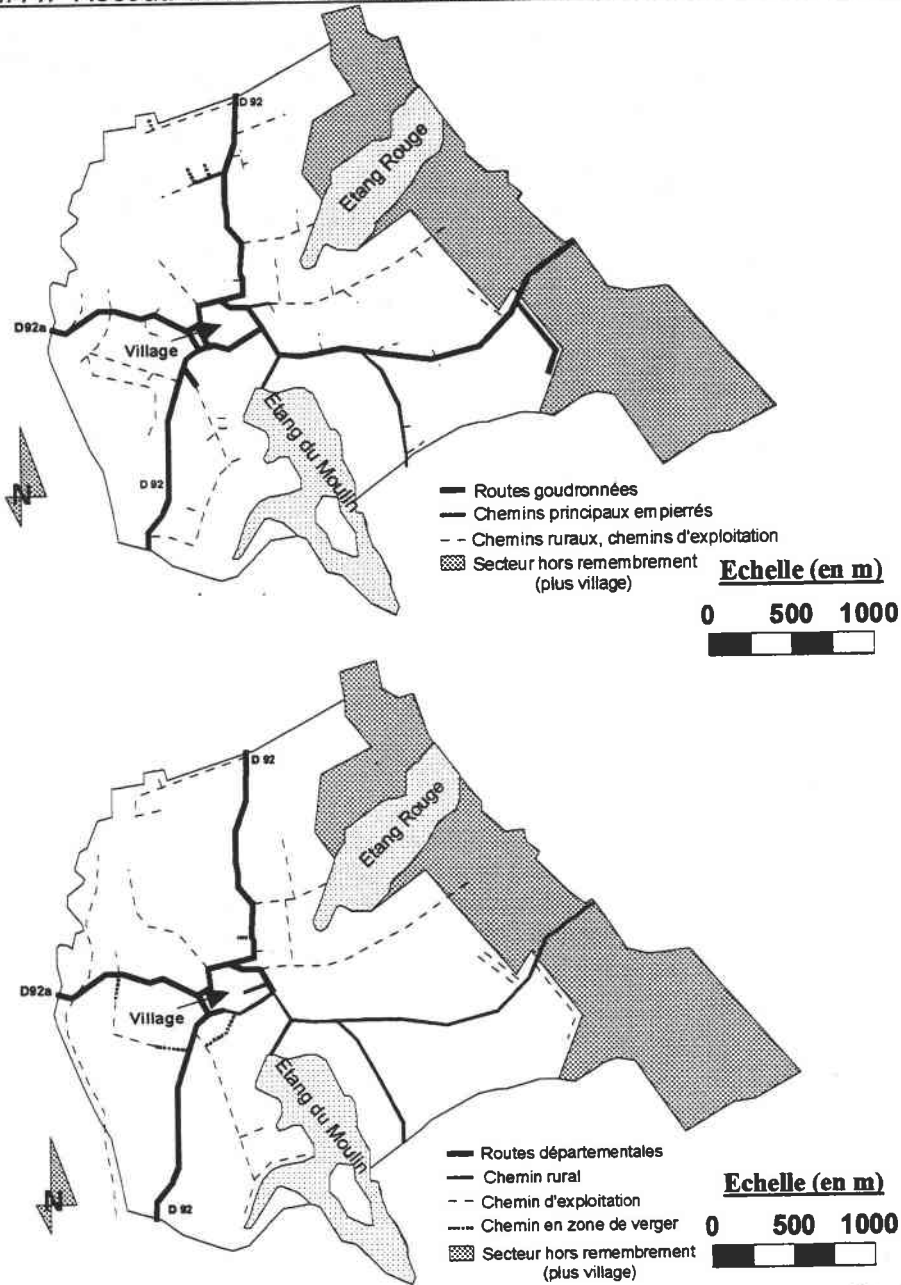 D 92
Etang Rouge
D92a
Village
Etang du Moulin
D 92
N
Routes goudronnées
Chemins principaux empierrés
Chemins ruraux, chemins d'exploitation
Secteur hors remembrement
(plus village)
Echelle (en m)
0 500 1000
D 92
Etang Rouge
D92a
Village
Etang du Moulin
D 92
N
Routes départementales
Chemin rural
Chemin d'exploitation
Chemin en zone de verger
Secteur hors remembrement
(plus village)
Echelle (en m)
0 500 1000